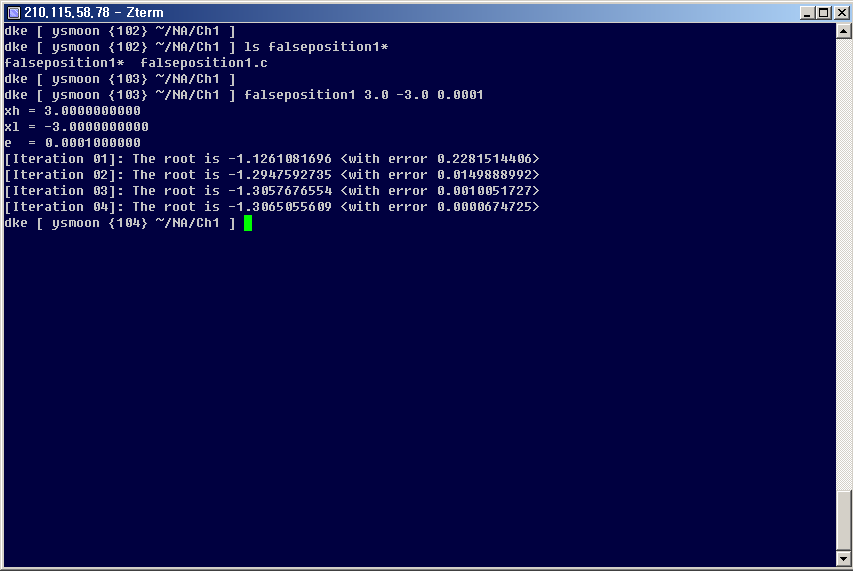 210.115.58.78 - Zterm
dke [ ysmoon {102} ~/NA/Ch1 ]
dke [ ysmoon {102} ~/NA/Ch1 ] ls falseposition1*
falseposition1*  falseposition1.c
dke [ ysmoon {103} ~/NA/Ch1 ]
dke [ ysmoon {103} ~/NA/Ch1 ] falseposition1 3.0 -3.0 0.0001
xh = 3.0000000000
xl = -3.0000000000
e  = 0.0001000000
[Iteration 01]: The root is -1.1261081696 <with error 0.2281514406>
[Iteration 02]: The root is -1.2947592735 <with error 0.0149888992>
[Iteration 03]: The root is -1.3057676554 <with error 0.0010051727>
[Iteration 04]: The root is -1.3065055609 <with error 0.0000674725>
dke [ ysmoon {104} ~/NA/Ch1 ]